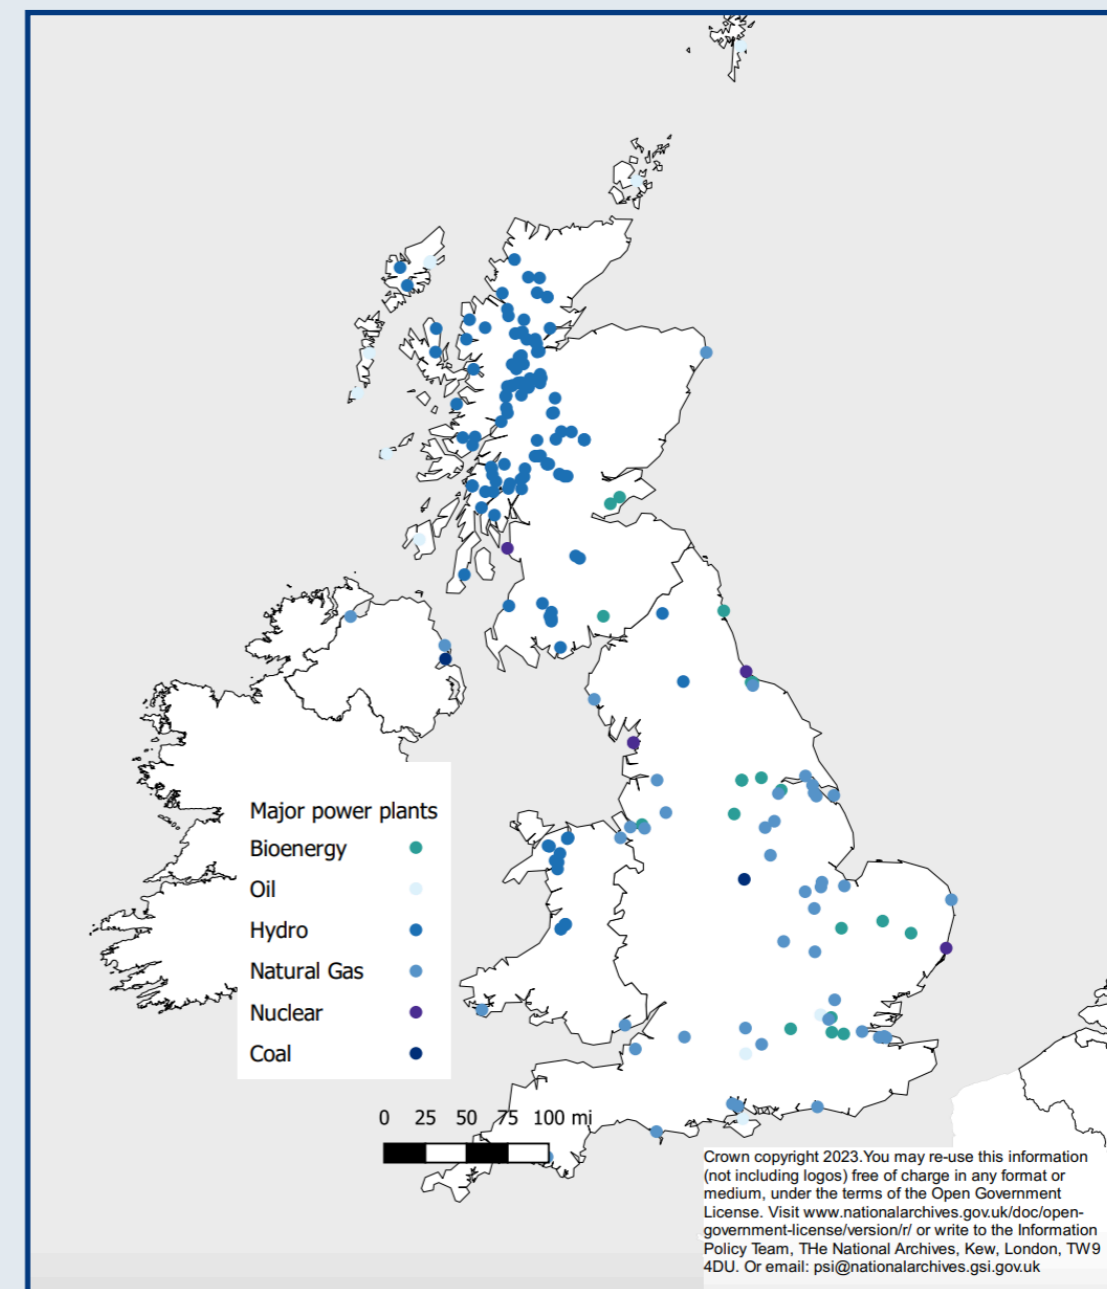 Major power plants
Bioenergy
Oil
Hydro
Natural Gas
Nuclear
Coal
0 25 50 75 100 mi
Crown copyright 2023.You may re-use this information
(not including logos) free of charge in any format or
medium, under the terms of the Open Government
License. Visit www.nationalarchives.gov.uk/doc/open-
government-license/version/r/ or write to the Information
Policy Team, THe National Archives, Kew, London, TW9
4DU. Or email: psi@nationalarchives.gsi.gov.uk